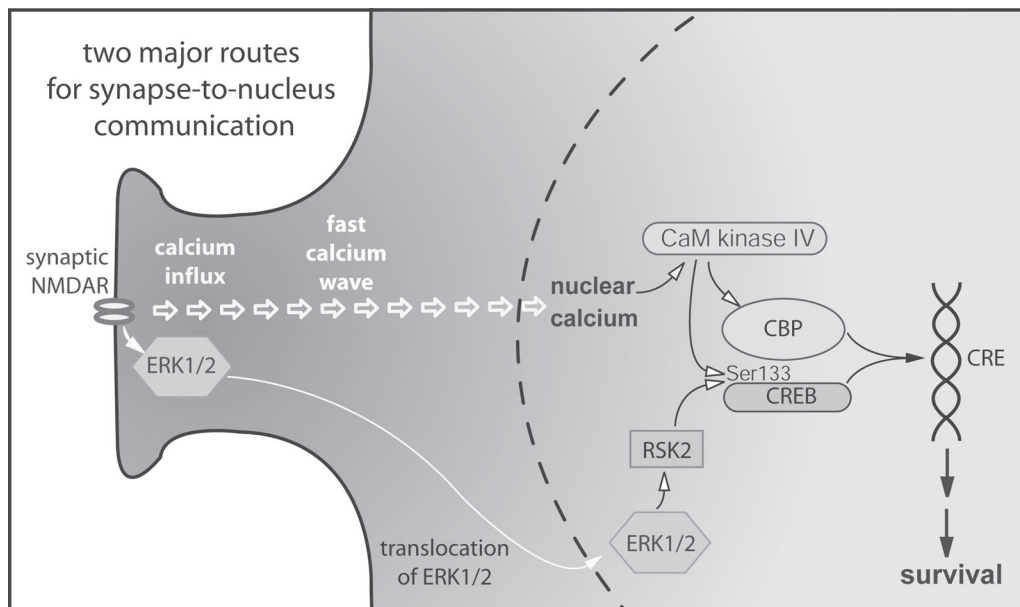 two major routes
for synapse-to-nucleus
communication
synaptic
NMDAR
calcium
influx
fast
calcium
wave
nuclear
calcium
CaM kinase IV
CBP
Ser133
CREB
CRE
ERK1/2
RSK2
ERK1/2
translocation
of ERK1/2
survival